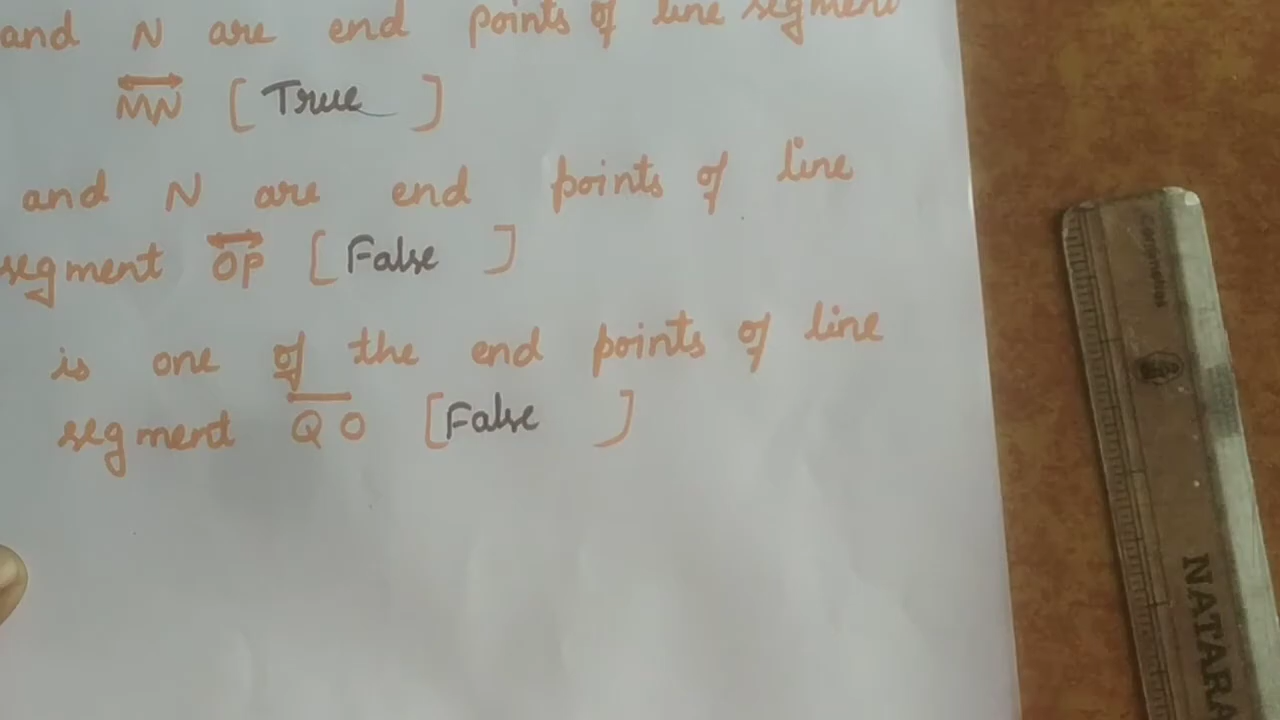 and N are end points of line segment
MN [ True ]
and N are end points of line
segment OP [ False ]
is one of the end points of line
segment QO [ False ]
NATARA